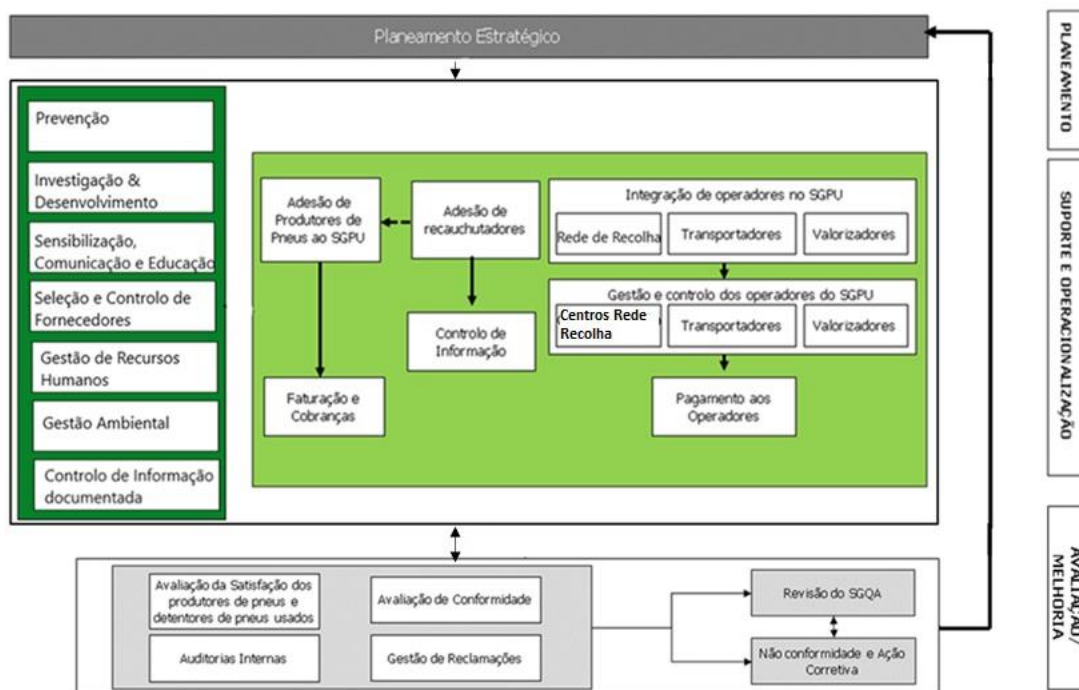 Planeamento Estratégico
PLANEAMENTO
Prevenção
Investigação &
Desenvolvimento
Sensibilização,
Comunicação e Educação
Seleção e Controlo de
Fornecedores
Gestão de Recursos
Humanos
Gestão Ambiental
Controlo de Informação
documentada
Adesão de
Produtores de
Pneus ao SGPU
Adesão de
recauchutadores
Integração de operadores no SGPU
Rede de Recolha
Transportadores
Valorizadores
Gestão e controlo dos operadores do SGPU
Centros Rede
Recolha
Transportadores
Valorizadores
Controlo de
Informação
Faturação e
Cobranças
Pagamento aos
Operadores
SUPORTE E OPERACIONALIZAÇÃO
Avaliação da Satisfação dos
produtores de pneus e
detentores de pneus usados
Avaliação de Conformidade
Auditorias Internas
Gestão de Reclamações
Revisão do SGQA
Não conformidade e Ação
Corretiva
AVALIAÇÃO/
MELHORIA